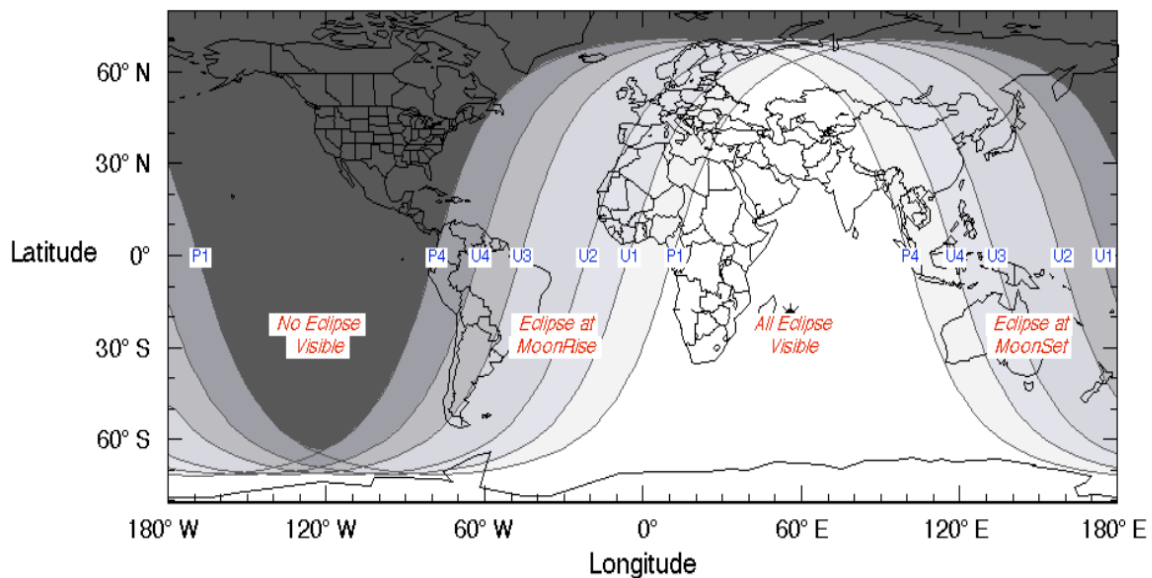 60° N
30° N
Latitude
0°
30° S
60° S
P1
P4
U4
U3
U2
U1
P1
P4
U4
U3
U2
U1
No Eclipse
Visible
Eclipse at
MoonRise
All Eclipse
Visible
Eclipse at
MoonSet
180° W
120° W
60° W
0°
60° E
120° E
180° E
Longitude